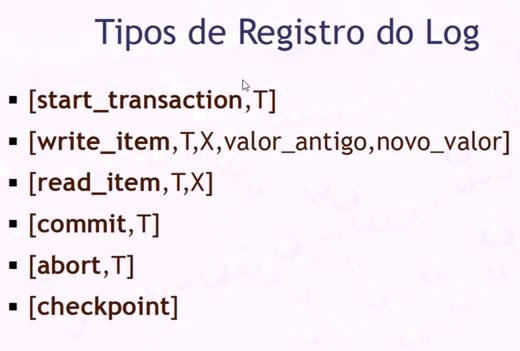 Tipos de Registro do Log
▪ [start_transaction,T]
▪ [write_item,T,X,valor_antigo,novo_valor]
▪ [read_item,T,X]
▪ [commit,T]
▪ [abort,T]
▪ [checkpoint]